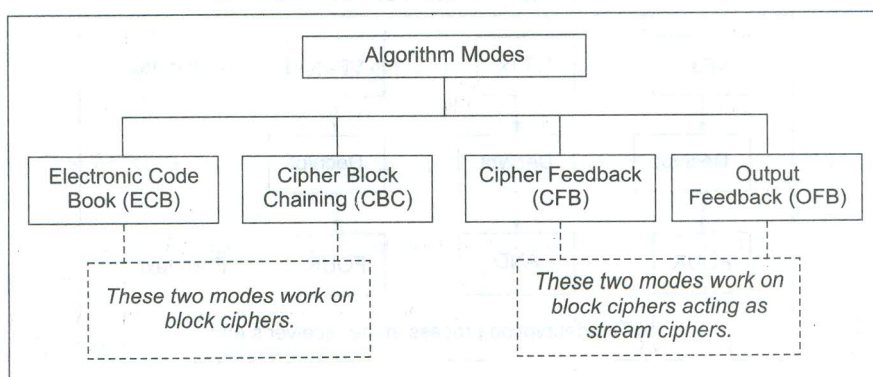 Algorithm Modes
Electronic Code
Book (ECB)
Cipher Block
Chaining (CBC)
Cipher Feedback
(CFB)
Output
Feedback (OFB)
These two modes work on
block ciphers.
These two modes work on
block ciphers acting as
stream ciphers.